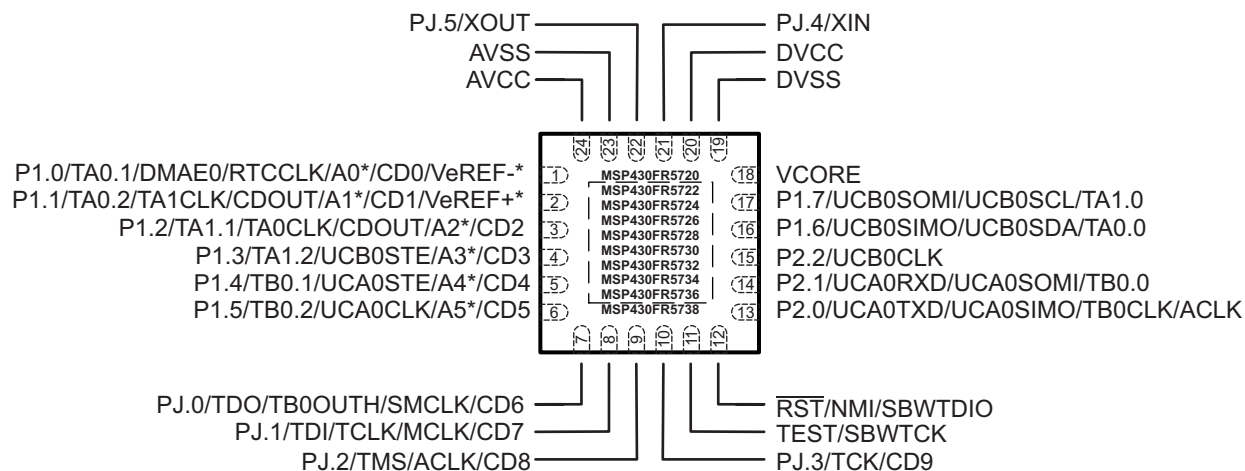 PJ.5/XOUT
PJ.4/XIN
AVSS
DVCC
AVCC
DVSS
24 23 22 21 20 19
P1.0/TA0.1/DMAE0/RTCCLK/A0*/CD0/VeREF-*
1
MSP430FR5720
18
VCORE
P1.1/TA0.2/TA1CLK/CDOUT/A1*/CD1/VeREF+*
2
MSP430FR5722
MSP430FR5724
17
P1.7/UCB0SOMI/UCB0SCL/TA1.0
P1.2/TA1.1/TA0CLK/CDOUT/A2*/CD2
3
MSP430FR5726
16
P1.6/UCB0SIMO/UCB0SDA/TA0.0
P1.3/TA1.2/UCB0STE/A3*/CD3
4
MSP430FR5728
MSP430FR5730
15
P2.2/UCB0CLK
P1.4/TB0.1/UCA0STE/A4*/CD4
5
MSP430FR5732
MSP430FR5734
14
P2.1/UCA0RXD/UCA0SOMI/TB0.0
P1.5/TB0.2/UCA0CLK/A5*/CD5
6
MSP430FR5736
MSP430FR5738
13
P2.0/UCA0TXD/UCA0SIMO/TB0CLK/ACLK
7 8 9 10 11 12
PJ.0/TDO/TB0OUTH/SMCLK/CD6
RST/NMI/SBWTDIO
PJ.1/TDI/TCLK/MCLK/CD7
TEST/SBWTCK
PJ.2/TMS/ACLK/CD8
PJ.3/TCK/CD9